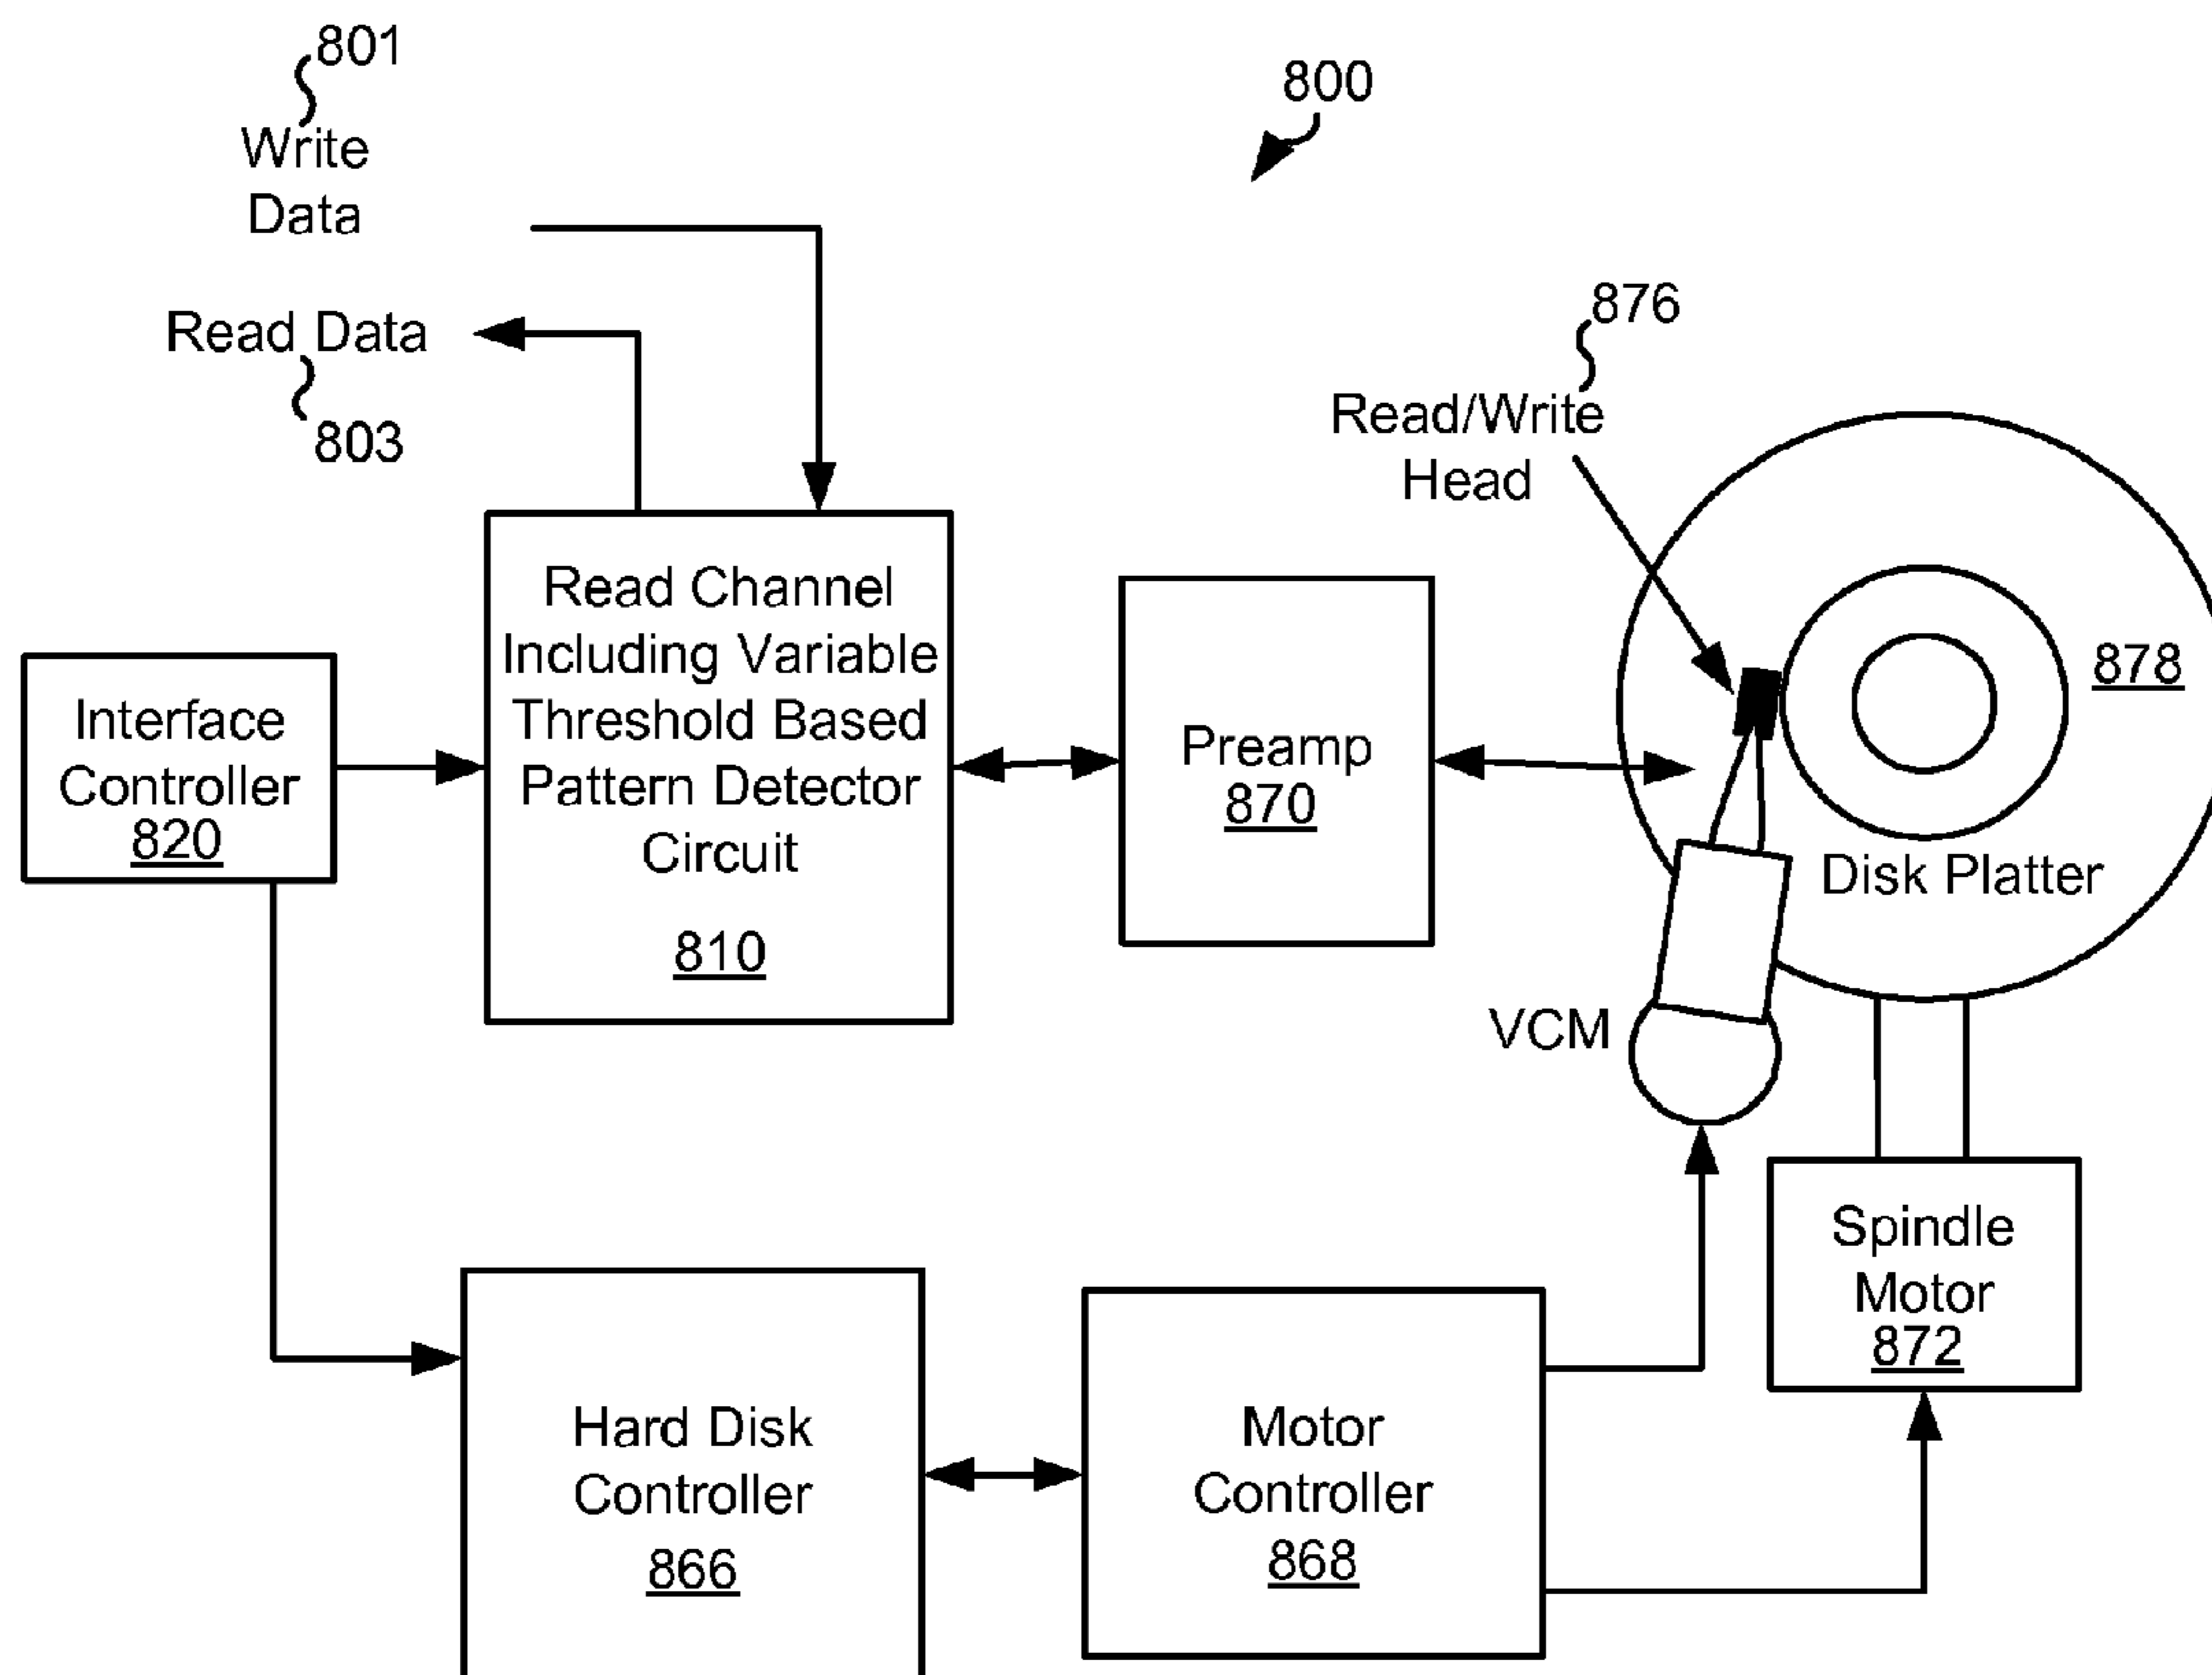 801
Write
Data
800
Read Data
803
876
Read/Write
Head
Read Channel
Including Variable
Threshold Based
Pattern Detector
Circuit
810
Interface
Controller
820
Preamp
870
878
Disk Platter
VCM
Spindle
Motor
872
Hard Disk
Controller
866
Motor
Controller
868